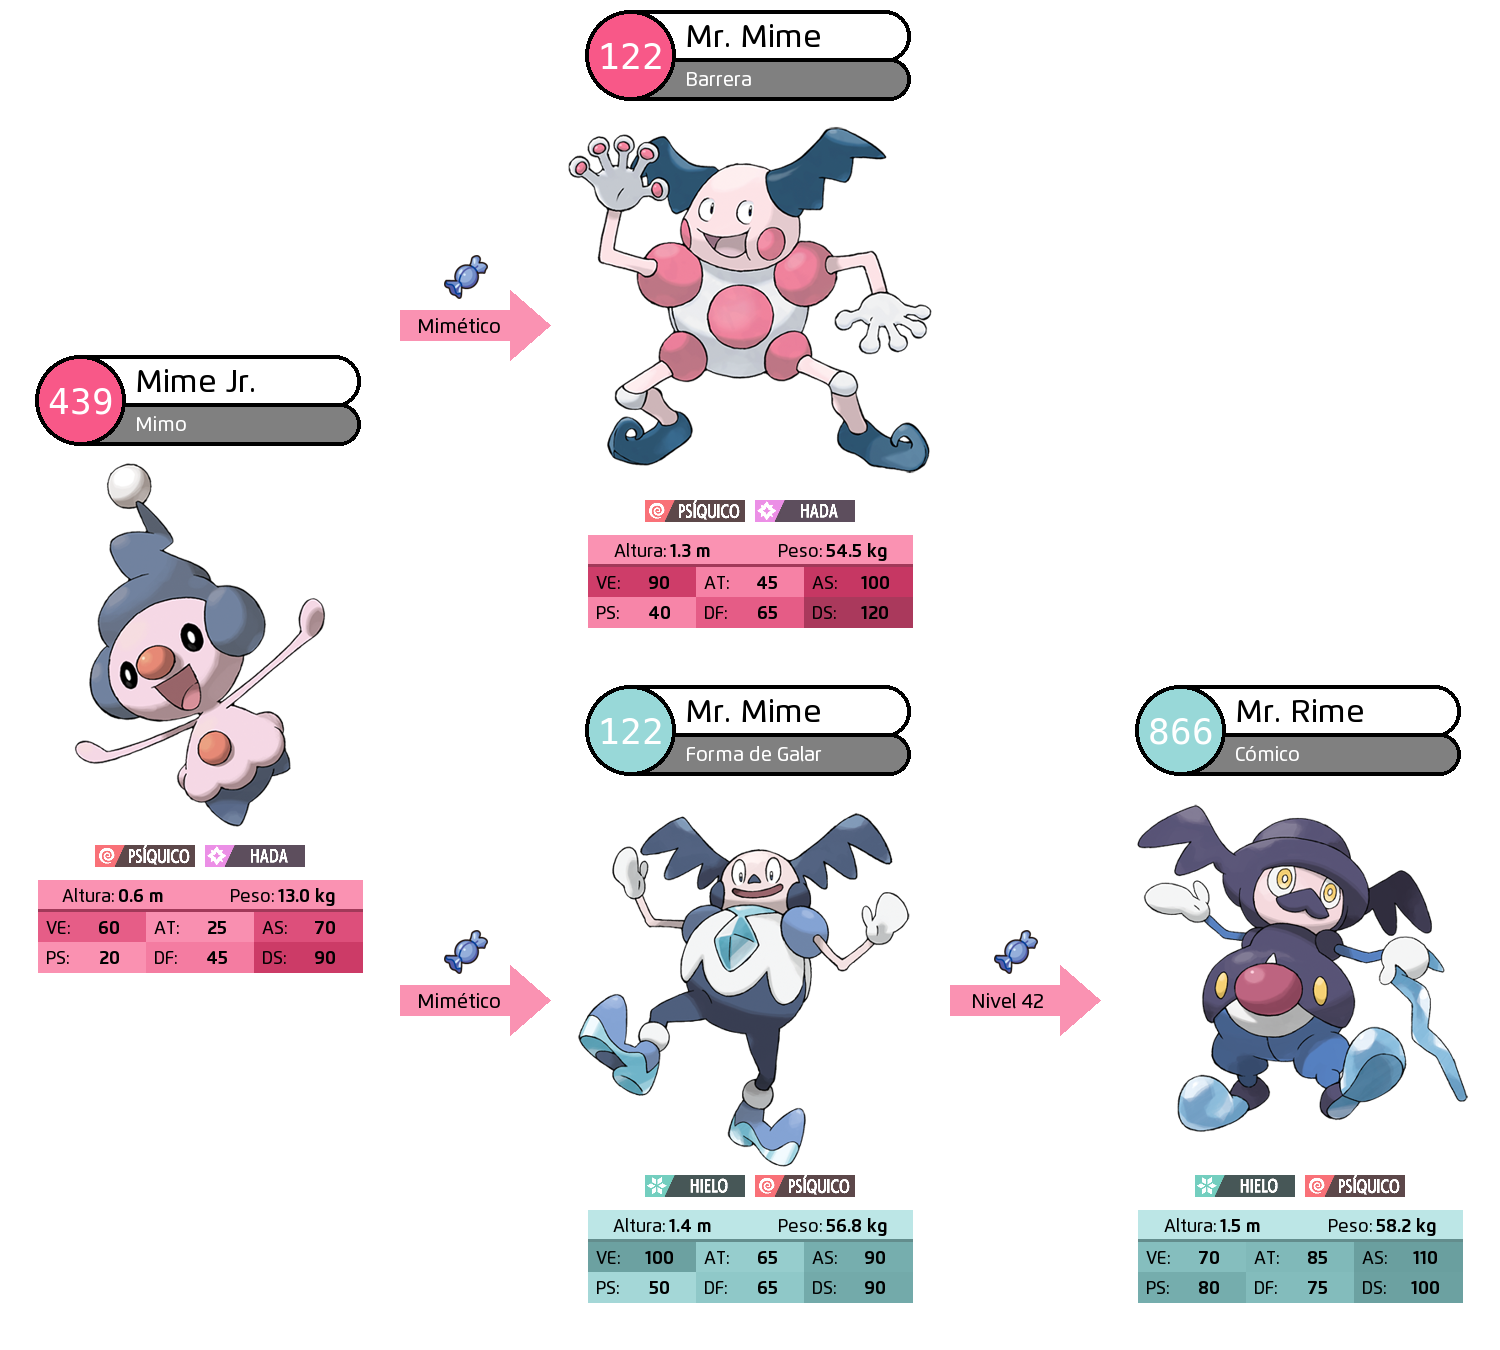 122
Mr. Mime
Barrera
Mimético
PSÍQUICO HADA
Altura: 1.3 m Peso: 54.5 kg
VE: 90 AT: 45 AS: 100
PS: 40 DF: 65 DS: 120
439
Mime Jr.
Mimo
PSÍQUICO HADA
Altura: 0.6 m Peso: 13.0 kg
VE: 60 AT: 25 AS: 70
PS: 20 DF: 45 DS: 90
Mimético
122
Mr. Mime
Forma de Galar
HIELO PSÍQUICO
Altura: 1.4 m Peso: 56.8 kg
VE: 100 AT: 65 AS: 90
PS: 50 DF: 65 DS: 90
Nivel 42
866
Mr. Rime
Cómico
HIELO PSÍQUICO
Altura: 1.5 m Peso: 58.2 kg
VE: 70 AT: 85 AS: 110
PS: 80 DF: 75 DS: 100